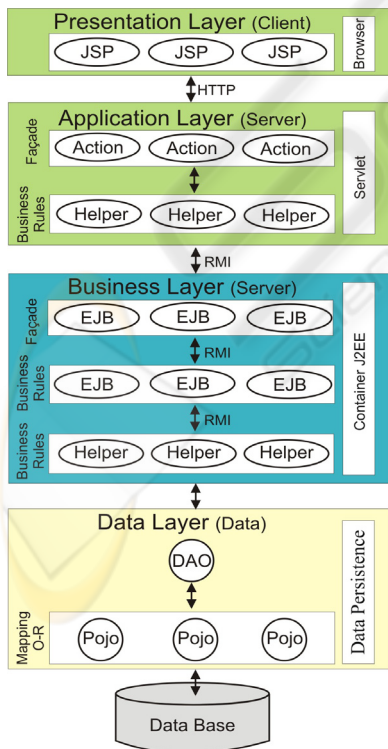 Presentation Layer (Client)
JSP JSP JSP
Browser
HTTP
Application Layer (Server)
Façade
Action Action Action
Business Rules
Helper Helper Helper
Servlet
RMI
Business Layer (Server)
Façade
EJB EJB EJB
RMI
Business Rules
EJB EJB EJB
RMI
Business Rules
Helper Helper Helper
Container J2EE
Data Layer (Data)
DAO
Mapping O-R
Pojo Pojo Pojo
Data Persistence
Data Base